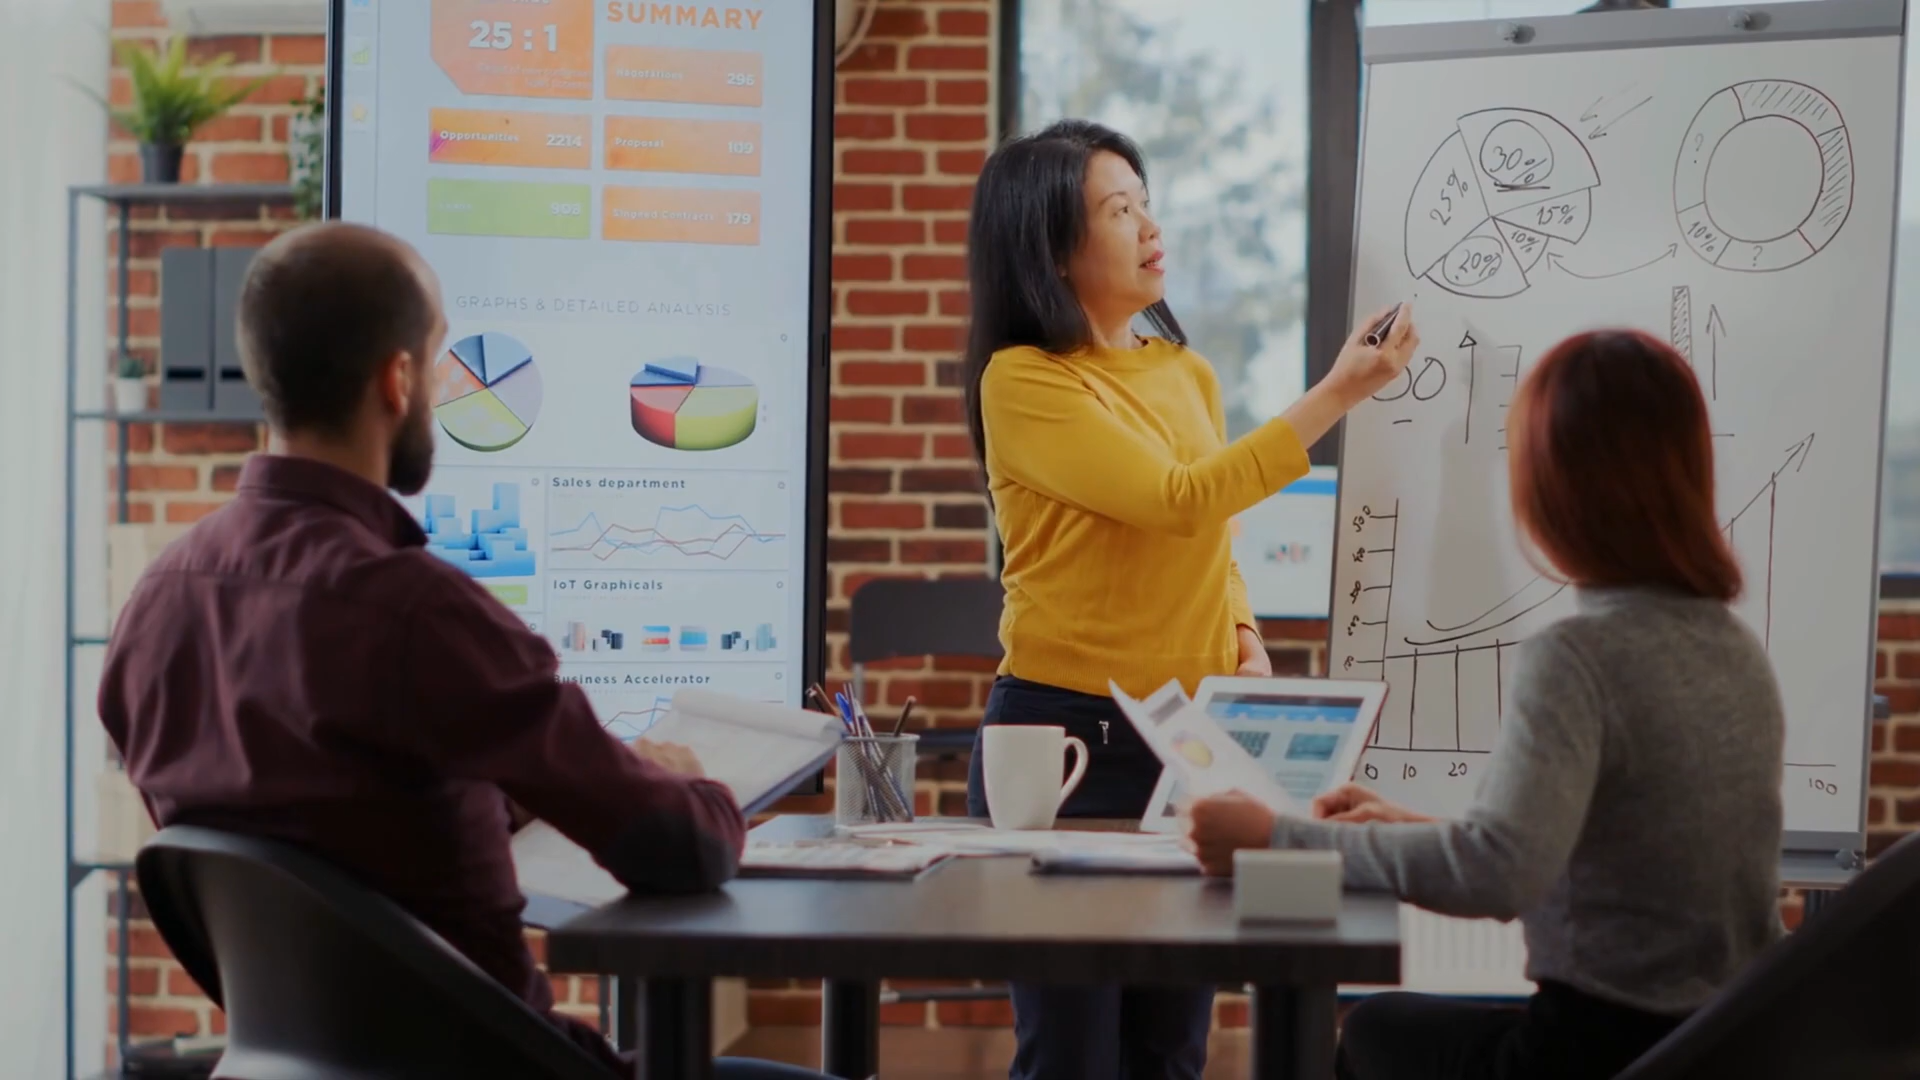 SUMMARY
25 : 1
Negotiations 296
Opportunities 2214
Proposal 109
908
Singned Contracts 179
GRAPHS & DETAILED ANALYSIS
Sales department
IoT Graphicals
Business Accelerator
30%
25%
15%
10%
20%
?
10%
?
0 10 20
100